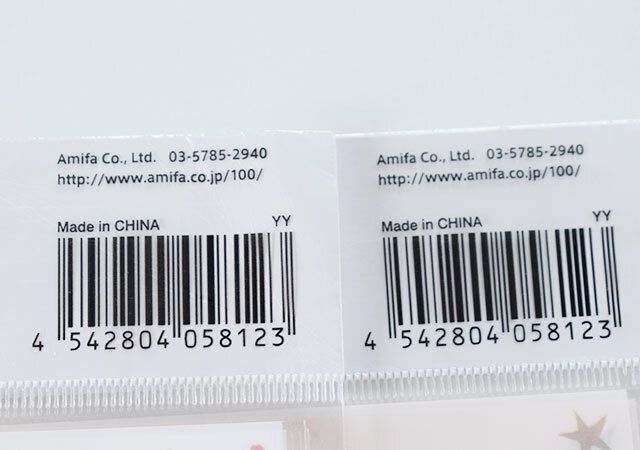 Amifa Co., Ltd. 03-5785-2940
http://www.amifa.co.jp/100/
Made in CHINA YY
4 542804 058123
Amifa Co., Ltd. 03-5785-2940
http://www.amifa.co.jp/100/
Made in CHINA YY
4 542804 058123